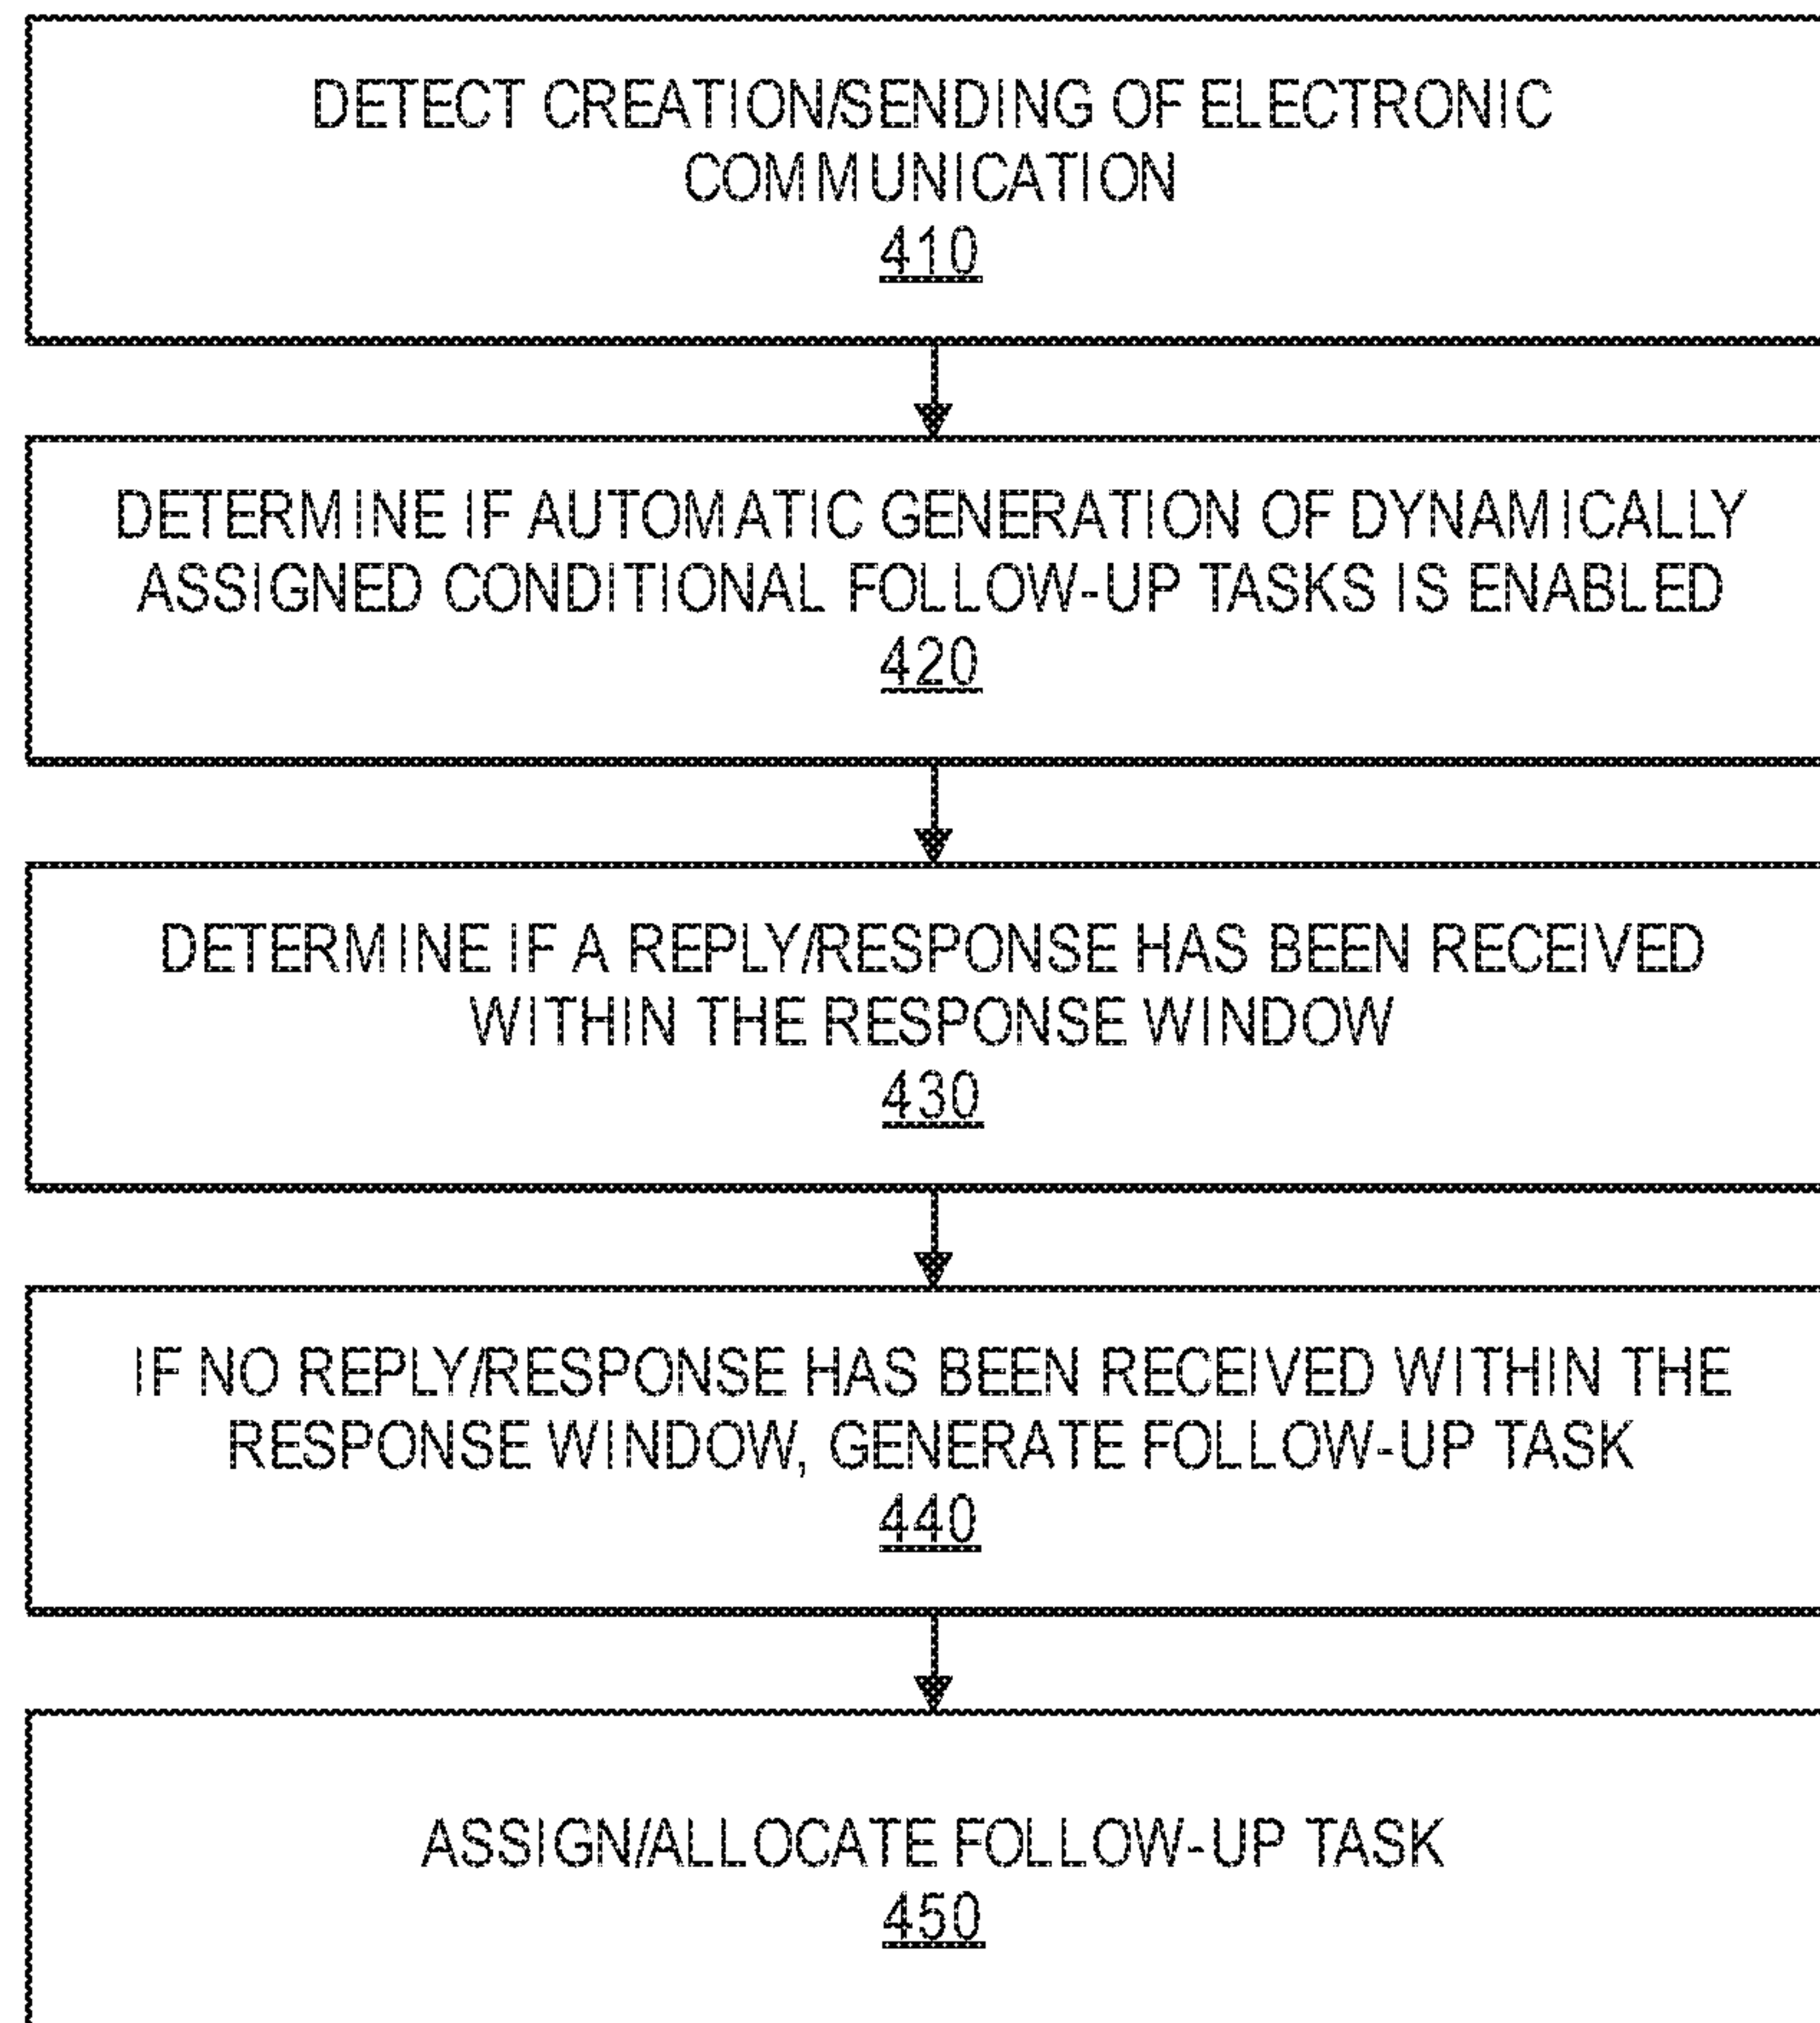 DETECT CREATION/SENDING OF ELECTRONIC
COMMUNICATION
410
DETERMINE IF AUTOMATIC GENERATION OF DYNAMICALLY
ASSIGNED CONDITIONAL FOLLOW-UP TASKS IS ENABLED
420
DETERMINE IF A REPLY/RESPONSE HAS BEEN RECEIVED
WITHIN THE RESPONSE WINDOW
430
IF NO REPLY/RESPONSE HAS BEEN RECEIVED WITHIN THE
RESPONSE WINDOW, GENERATE FOLLOW-UP TASK
440
ASSIGN/ALLOCATE FOLLOW-UP TASK
450